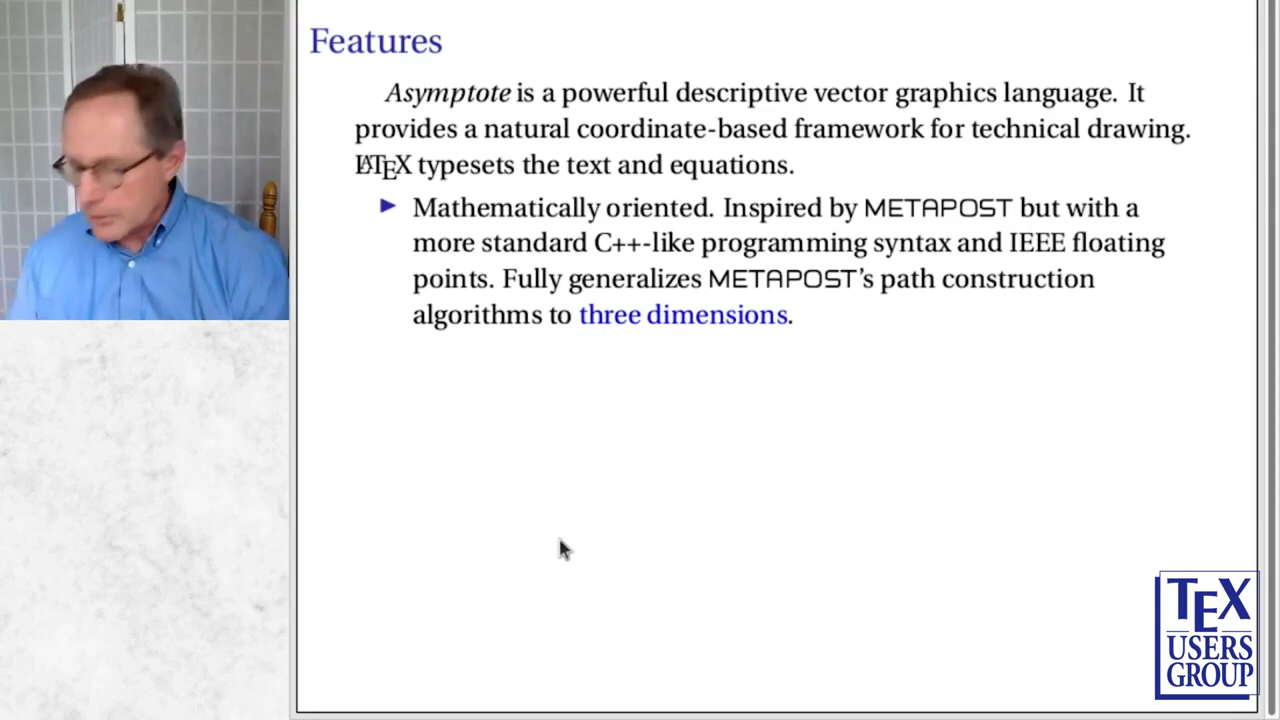 Features
Asymptote is a powerful descriptive vector graphics language. It
provides a natural coordinate-based framework for technical drawing.
LATEX typesets the text and equations.
Mathematically oriented. Inspired by METAPOST but with a
more standard C++-like programming syntax and IEEE floating
points. Fully generalizes METAPOST's path construction
algorithms to three dimensions.
TEX
USERS
GROUP